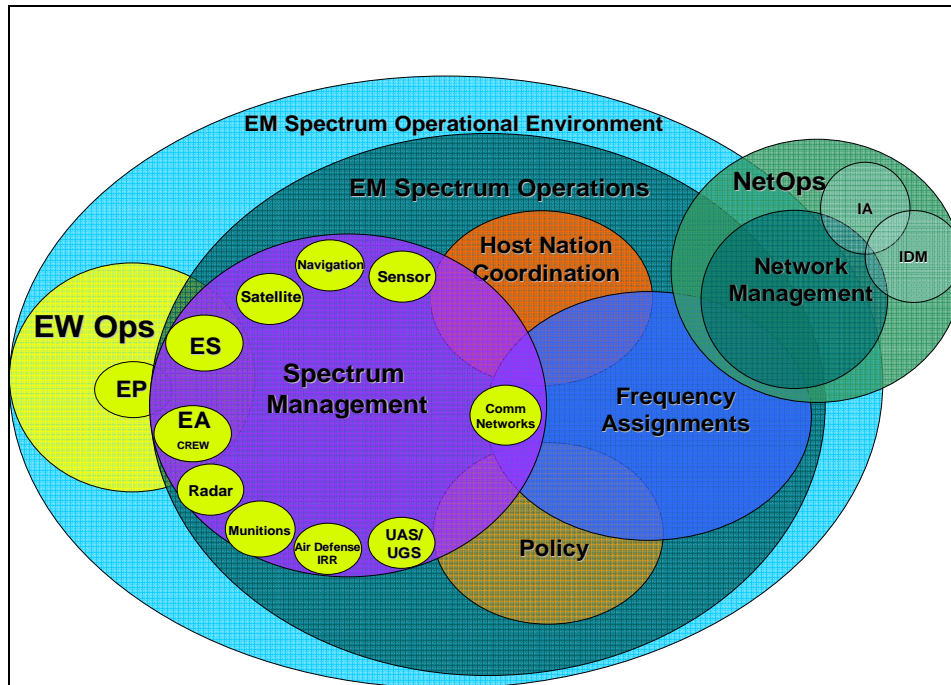 EM Spectrum Operational Environment
EM Spectrum Operations
NetOps
IA
IDM
Network
Management
Host Nation
Coordination
Navigation
Sensor
Satellite
EW Ops
ES
EP
EA
CREW
Spectrum
Management
Comm
Networks
Frequency
Assignments
Radar
Munitions
Air Defense
IRR
UAS/
UGS
Policy